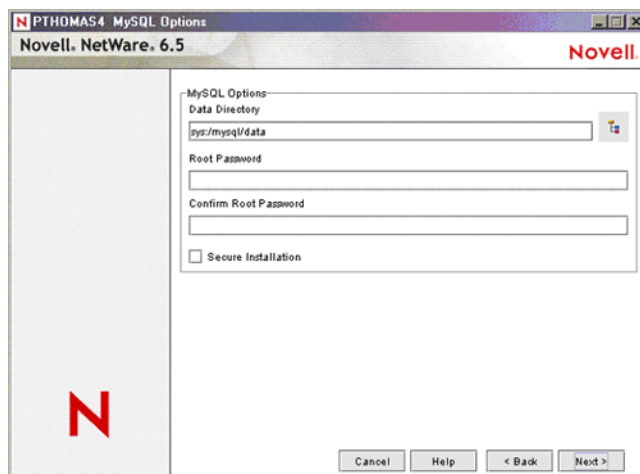 N PTHOMAS4 MySQL Options
Novell. NetWare. 6.5
Novell.
MySQL Options
Data Directory
sys:/mysql/data
Root Password
Confirm Root Password
Secure Installation
N
Cancel Help < Back Next >